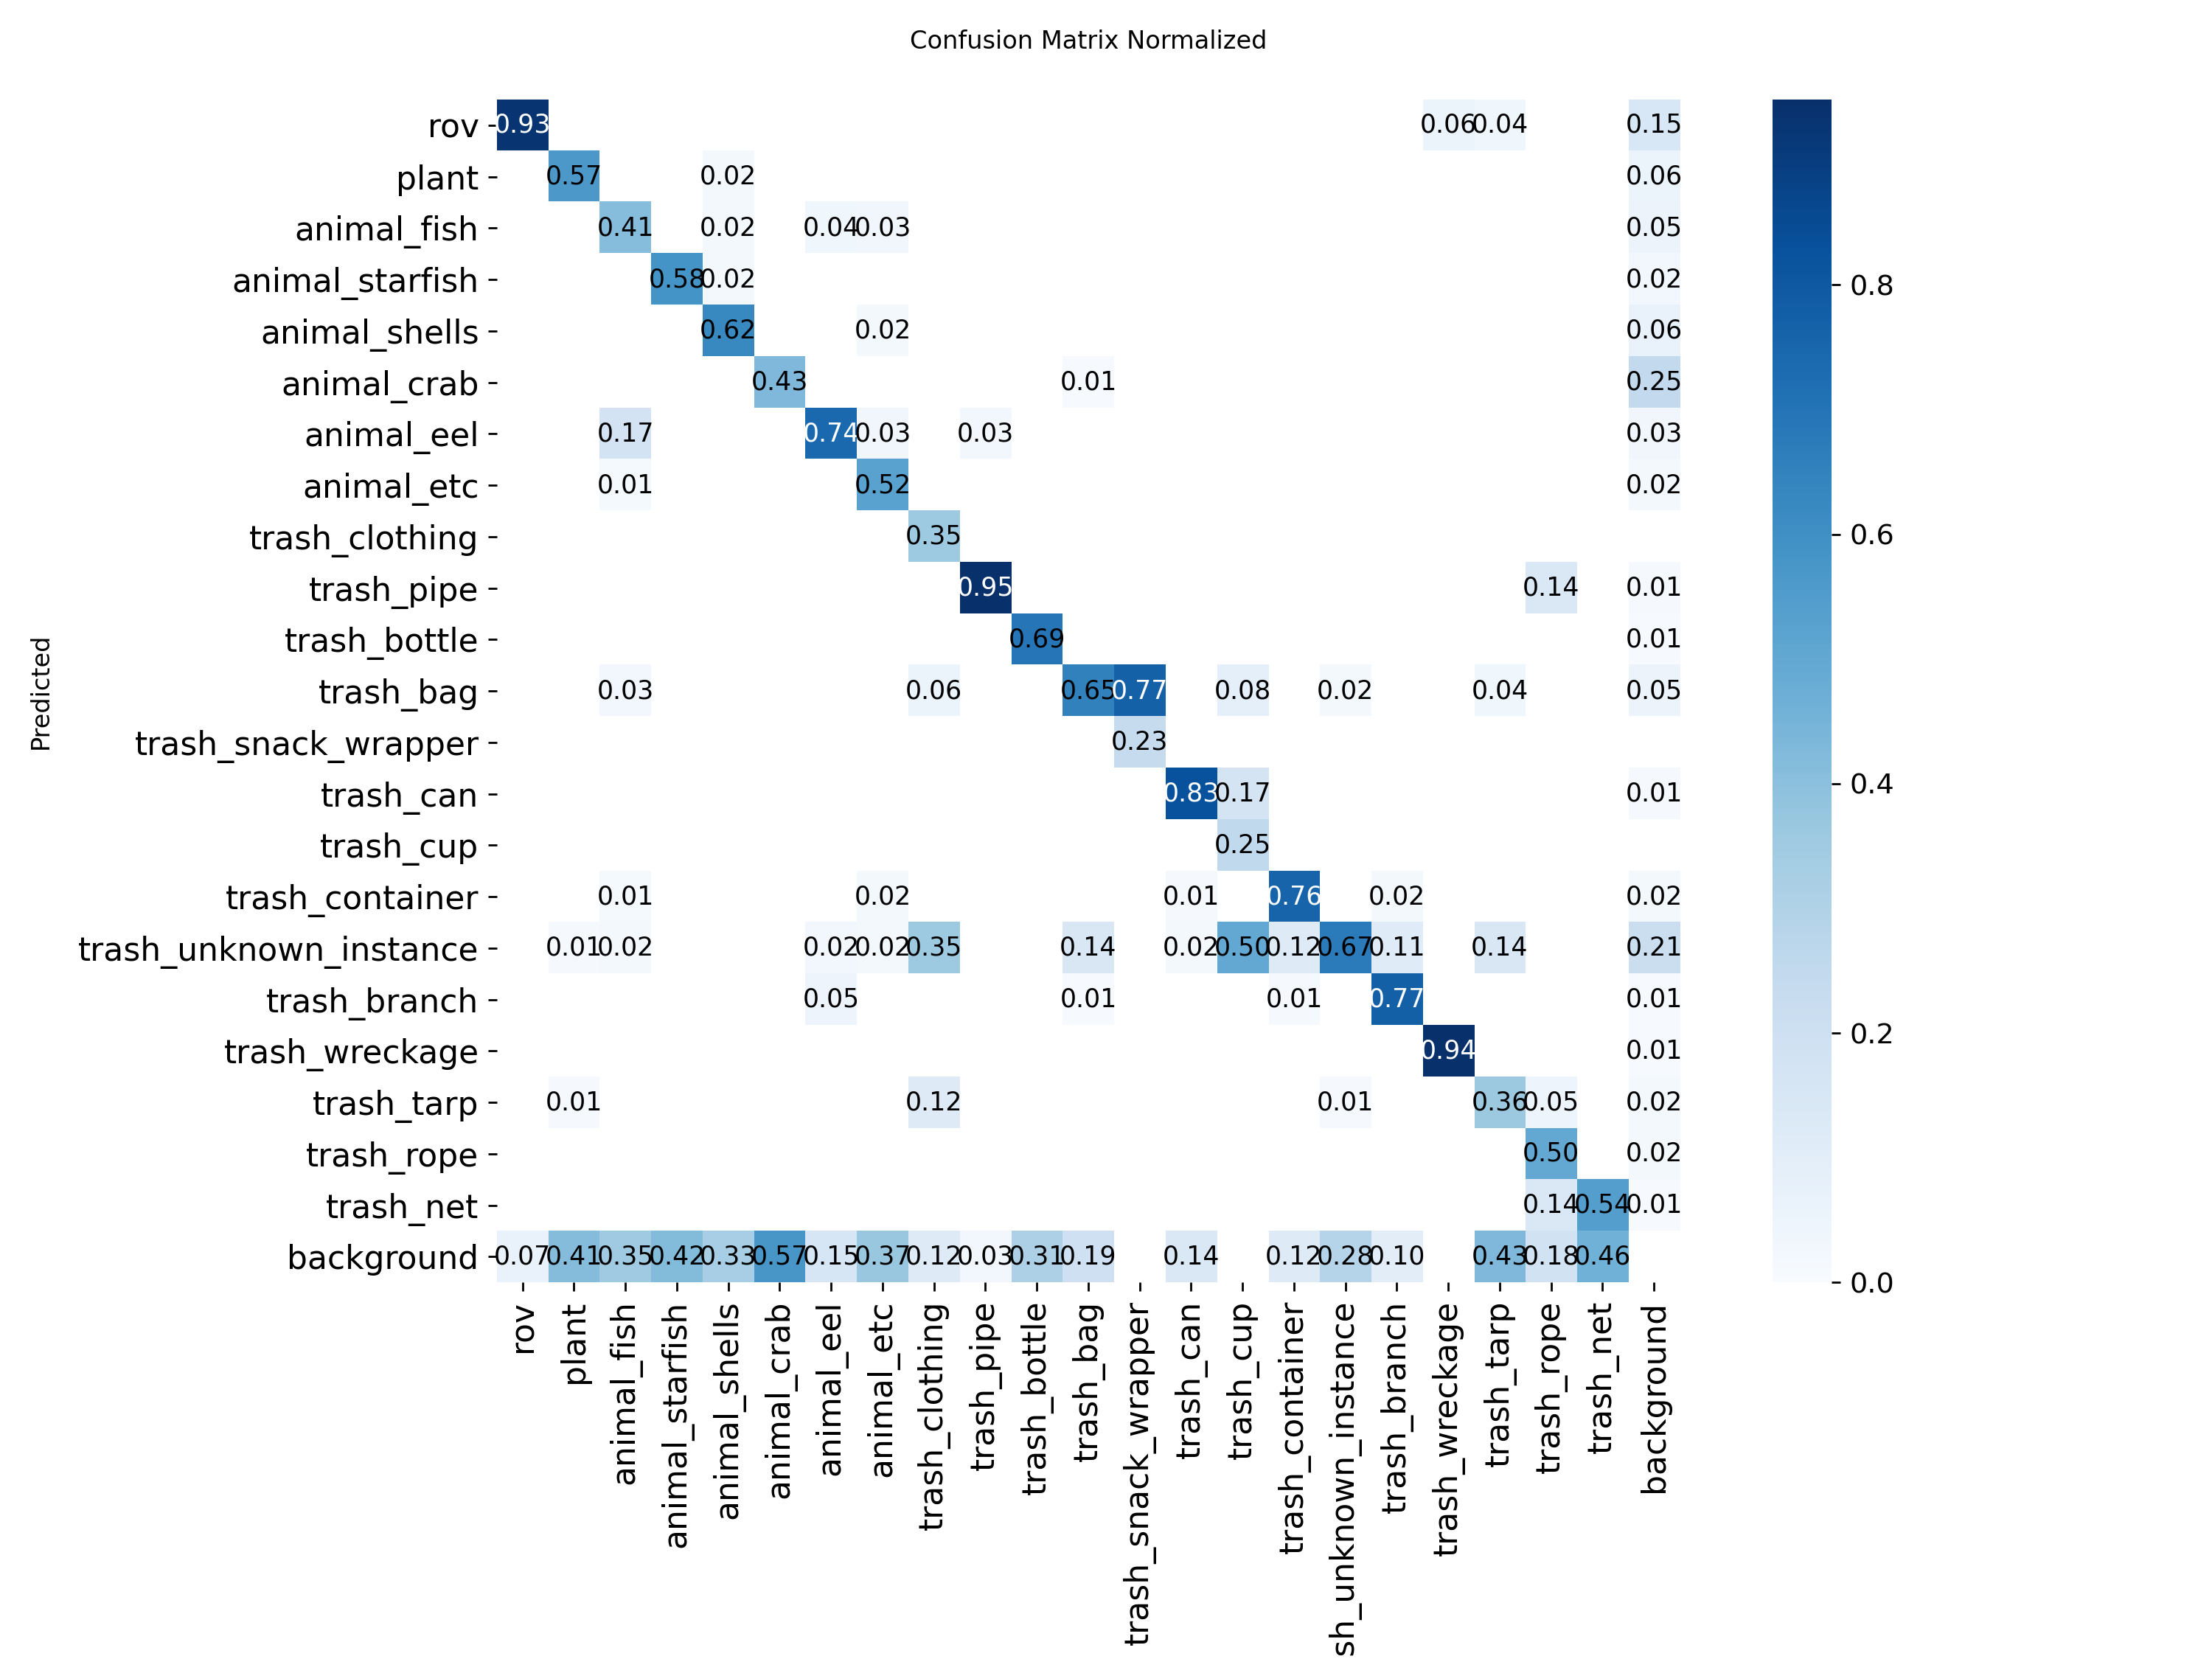 Confusion Matrix Normalized
rov 0.93 0.06 0.04 0.15
plant 0.57 0.02 0.06
animal_fish 0.41 0.02 0.04 0.03 0.05
animal_starfish 0.58 0.02 0.02
0.8
animal_shells 0.62 0.02 0.06
animal_crab 0.43 0.01 0.25
animal_eel 0.17 0.74 0.03 0.03 0.03
animal_etc 0.01 0.52 0.02
trash_clothing 0.35
0.6
trash_pipe 0.95 0.14 0.01
trash_bottle 0.69 0.01
Predicted
trash_bag 0.03 0.06 0.65 0.77 0.08 0.02 0.04 0.05
trash_snack_wrapper 0.23
trash_can 0.83 0.17 0.01
0.4
trash_cup 0.25
trash_container 0.01 0.02 0.01 0.76 0.02 0.02
trash_unknown_instance 0.01 0.02 0.02 0.02 0.35 0.14 0.02 0.50 0.12 0.67 0.11 0.14 0.21
trash_branch 0.05 0.01 0.01 0.77 0.01
0.2
trash_wreckage 0.94 0.01
trash_tarp 0.01 0.12 0.01 0.36 0.05 0.02
trash_rope 0.50 0.02
trash_net 0.14 0.54 0.01
background 0.07 0.41 0.35 0.42 0.33 0.57 0.15 0.37 0.12 0.03 0.31 0.19 0.14 0.12 0.28 0.10 0.43 0.18 0.46
0.0
rov
plant
animal_fish
animal_starfish
animal_shells
animal_crab
animal_eel
animal_etc
trash_clothing
trash_pipe
trash_bottle
trash_bag
trash_snack_wrapper
trash_can
trash_cup
trash_container
sh_unknown_instance
trash_branch
trash_wreckage
trash_tarp
trash_rope
trash_net
background